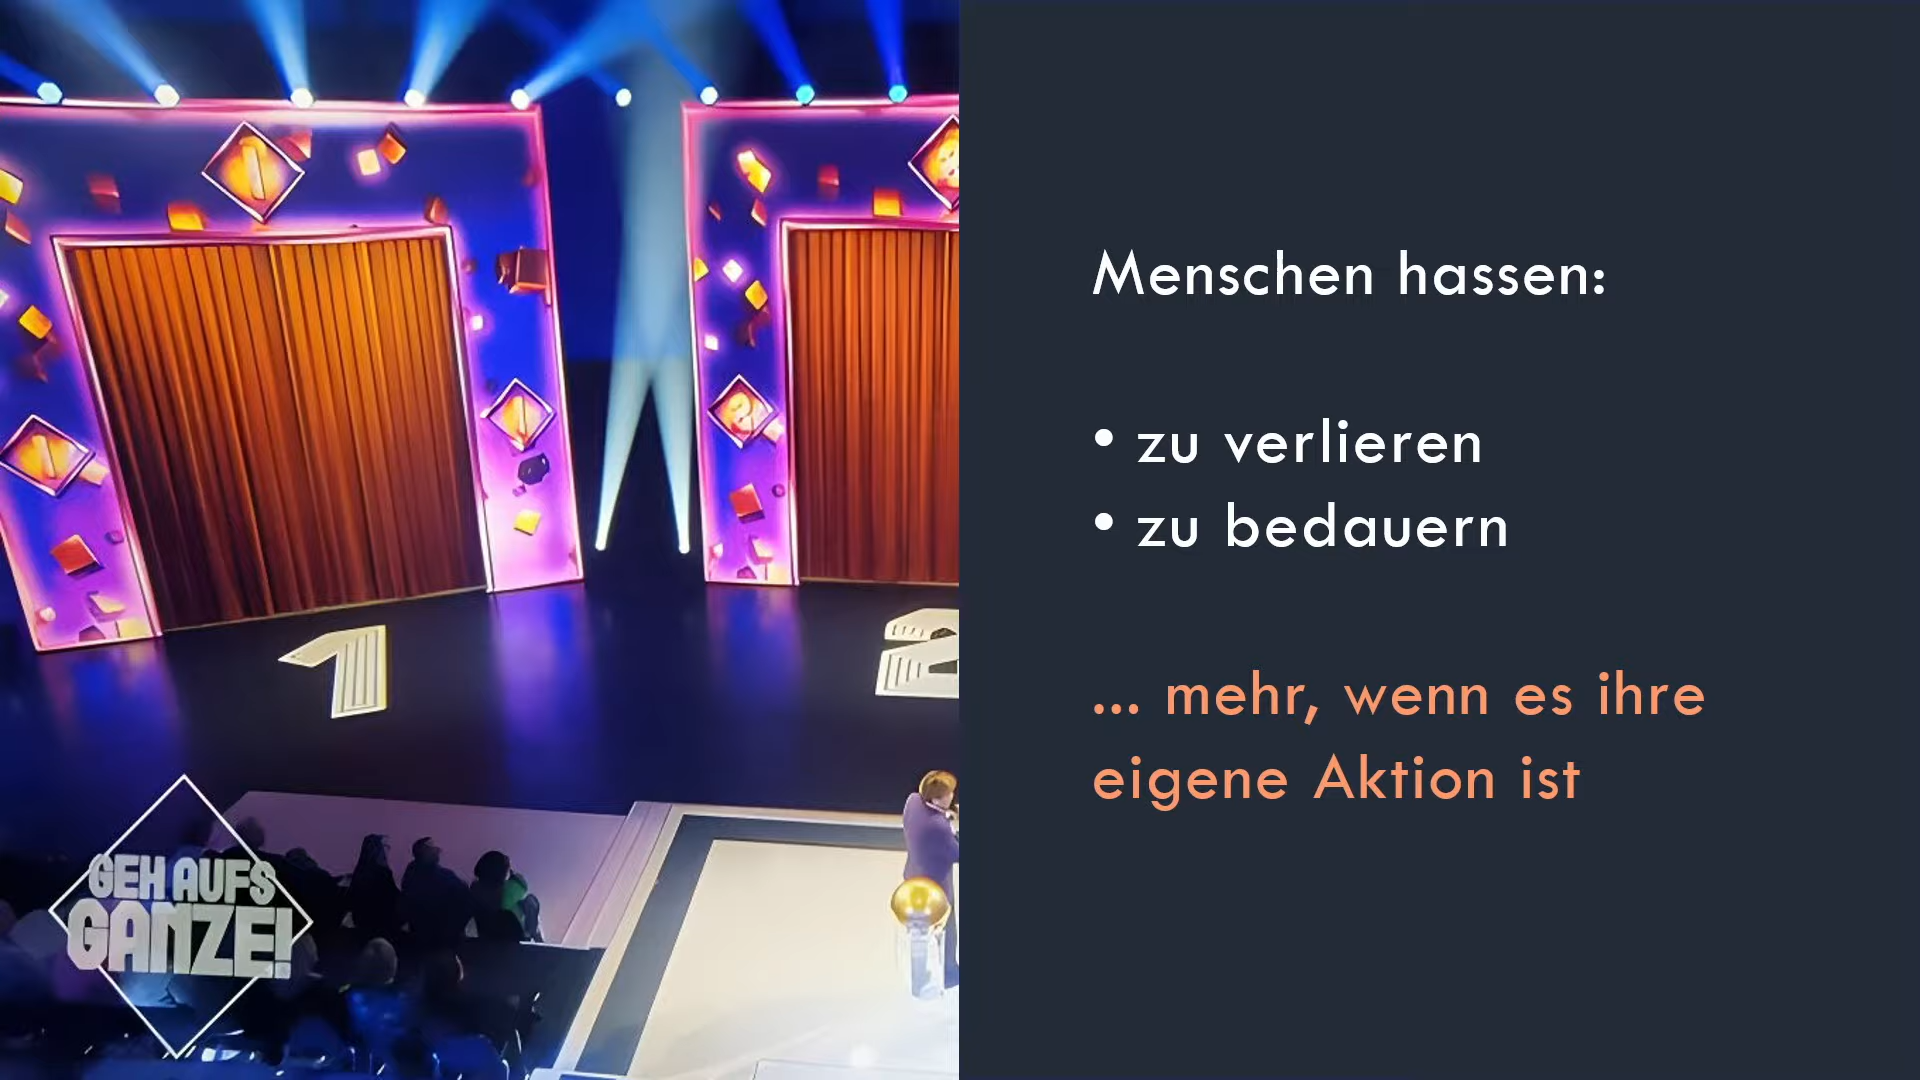 1
2
GEH AUFS
GANZE!
Menschen hassen:
• zu verlieren
• zu bedauern
... mehr, wenn es ihre
eigene Aktion ist